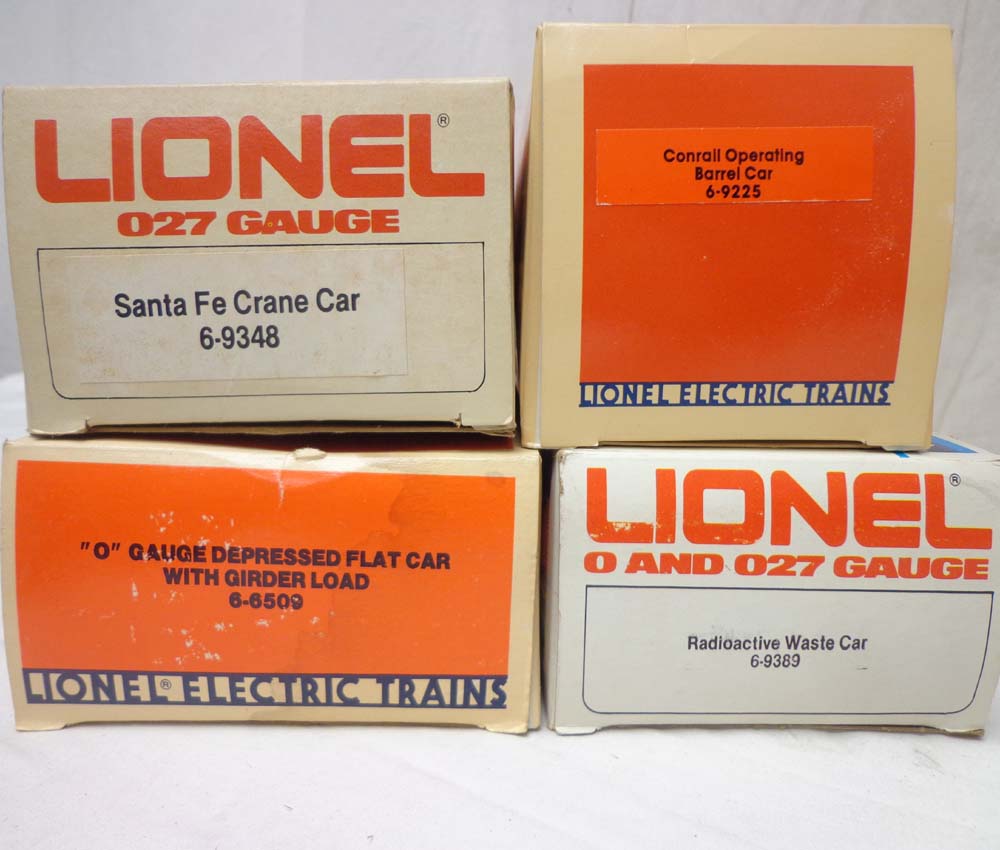 LIONEL®
027 GAUGE
Santa Fe Crane Car
6-9348
Conrail Operating
Barrel Car
6-9225
LIONEL ELECTRIC TRAINS
"O" GAUGE DEPRESSED FLAT CAR
WITH GIRDER LOAD
6-6509
LIONEL® ELECTRIC TRAINS
LIONEL®
O AND 027 GAUGE
Radioactive Waste Car
6-9389